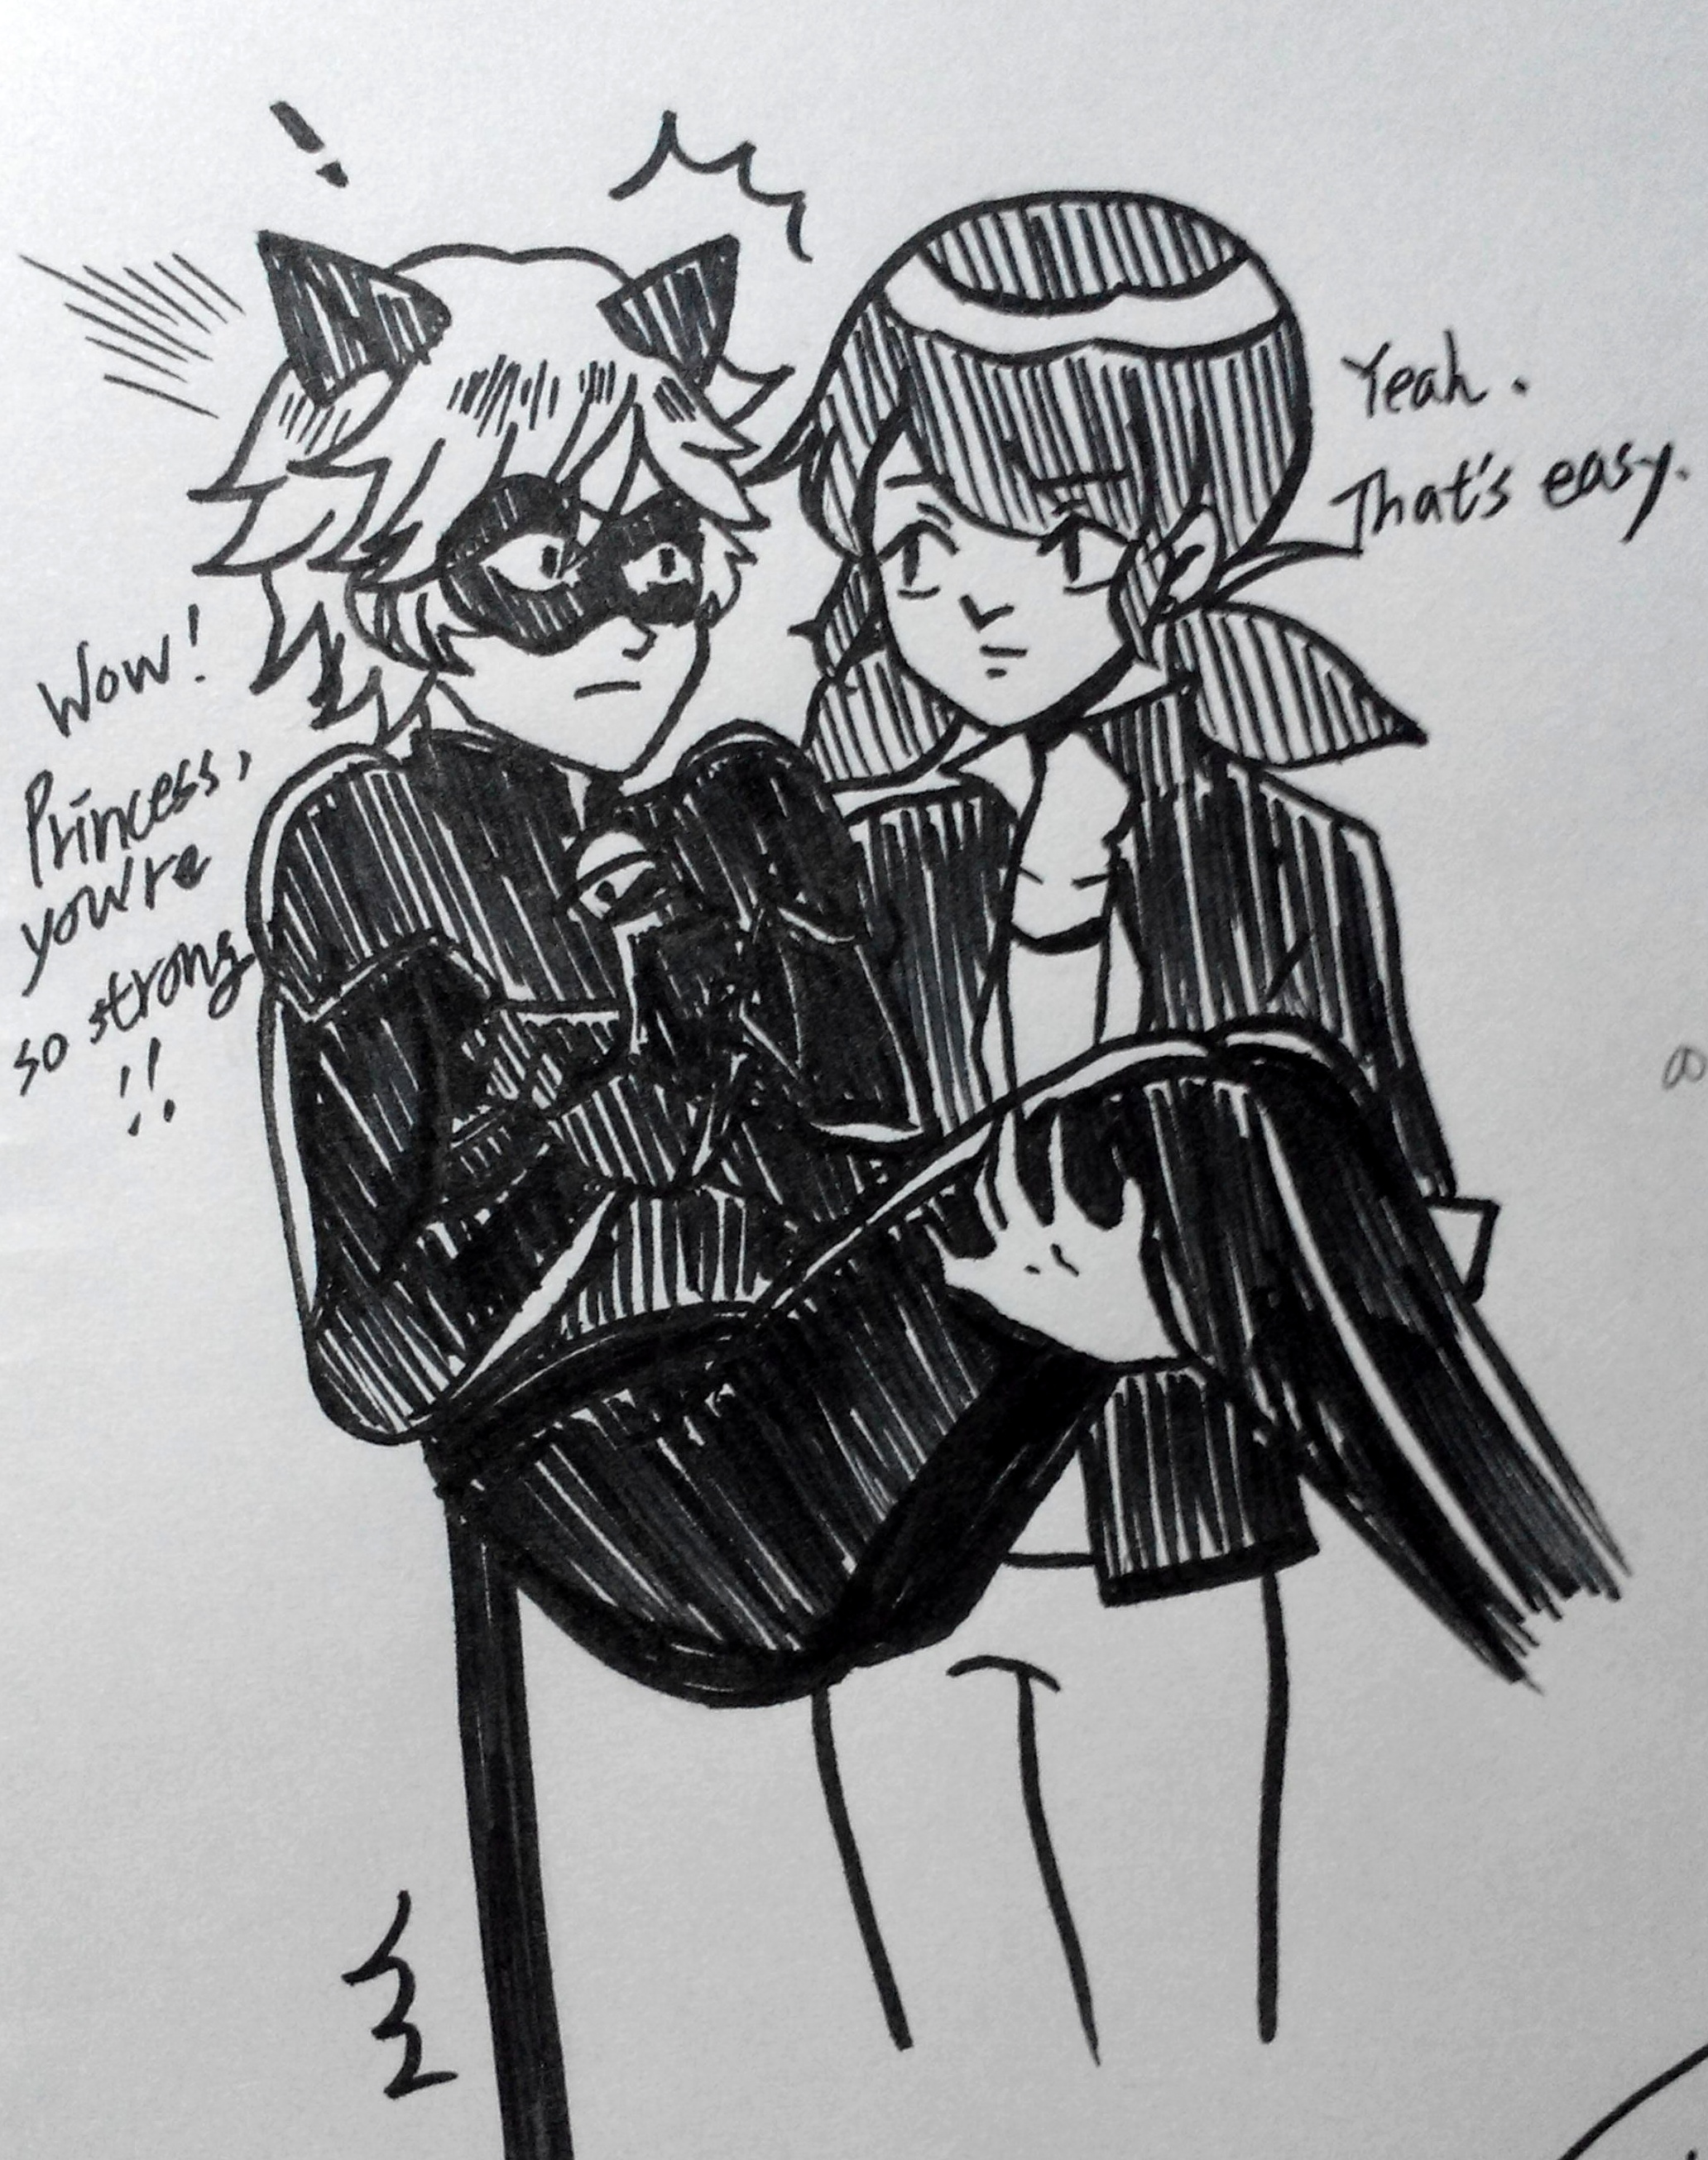 Wow!
Princess,
you're
so strong
!!
Yeah.
That's easy.